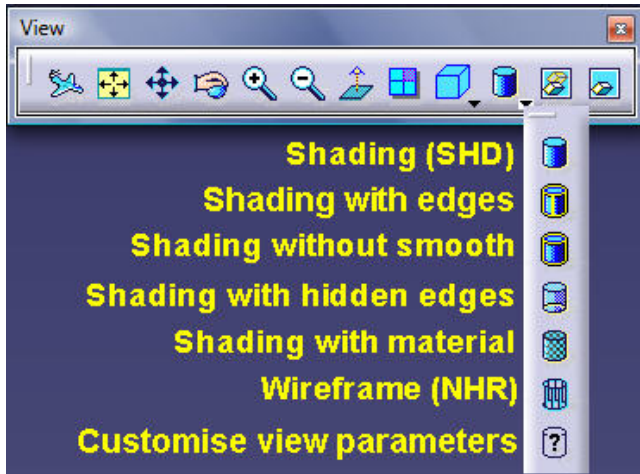 View
Shading (SHD)
Shading with edges
Shading without smooth
Shading with hidden edges
Shading with material
Wireframe (NHR)
Customise view parameters
?